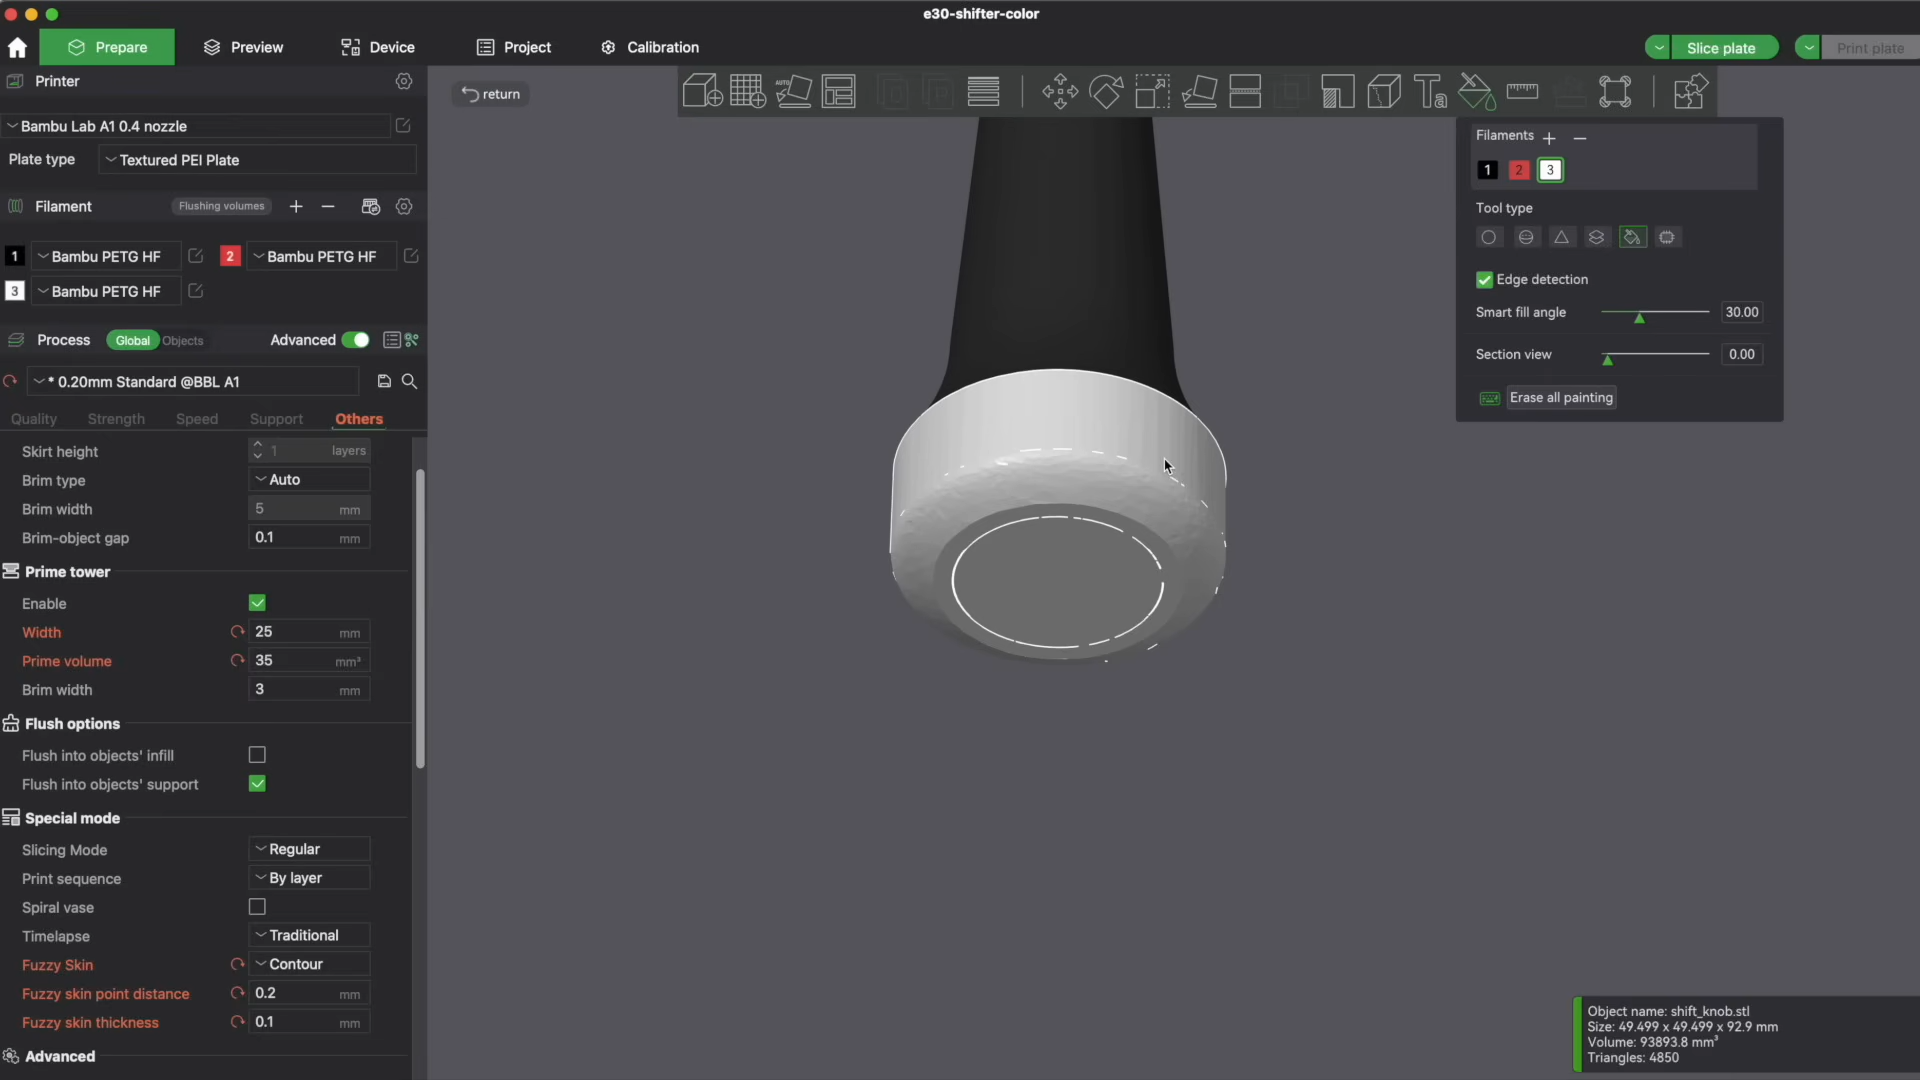 e30-shifter-color
Prepare
Preview
Device
Project
Calibration
Slice plate
Print plate
Printer
Bambu Lab A1 0.4 nozzle
Plate type
Textured PEI Plate
Filament
Flushing volumes
1
Bambu PETG HF
2
Bambu PETG HF
3
Bambu PETG HF
Process
Global
Objects
Advanced
* 0.20mm Standard @BBL A1
Quality
Strength
Speed
Support
Others
Skirt height
1
layers
Brim type
Auto
Brim width
5
mm
Brim-object gap
0.1
mm
Prime tower
Enable
Width
25
mm
Prime volume
35
mm³
Brim width
3
mm
Flush options
Flush into objects' infill
Flush into objects' support
Special mode
Slicing Mode
Regular
Print sequence
By layer
Spiral vase
Timelapse
Traditional
Fuzzy Skin
Contour
Fuzzy skin point distance
0.2
mm
Fuzzy skin thickness
0.1
mm
Advanced
return
AUTO
Filaments
1
2
3
Tool type
Edge detection
Smart fill angle
30.00
Section view
0.00
Erase all painting
Object name: shift_knob.stl
Size: 49.499 x 49.499 x 92.9 mm
Volume: 93893.8 mm³
Triangles: 4850